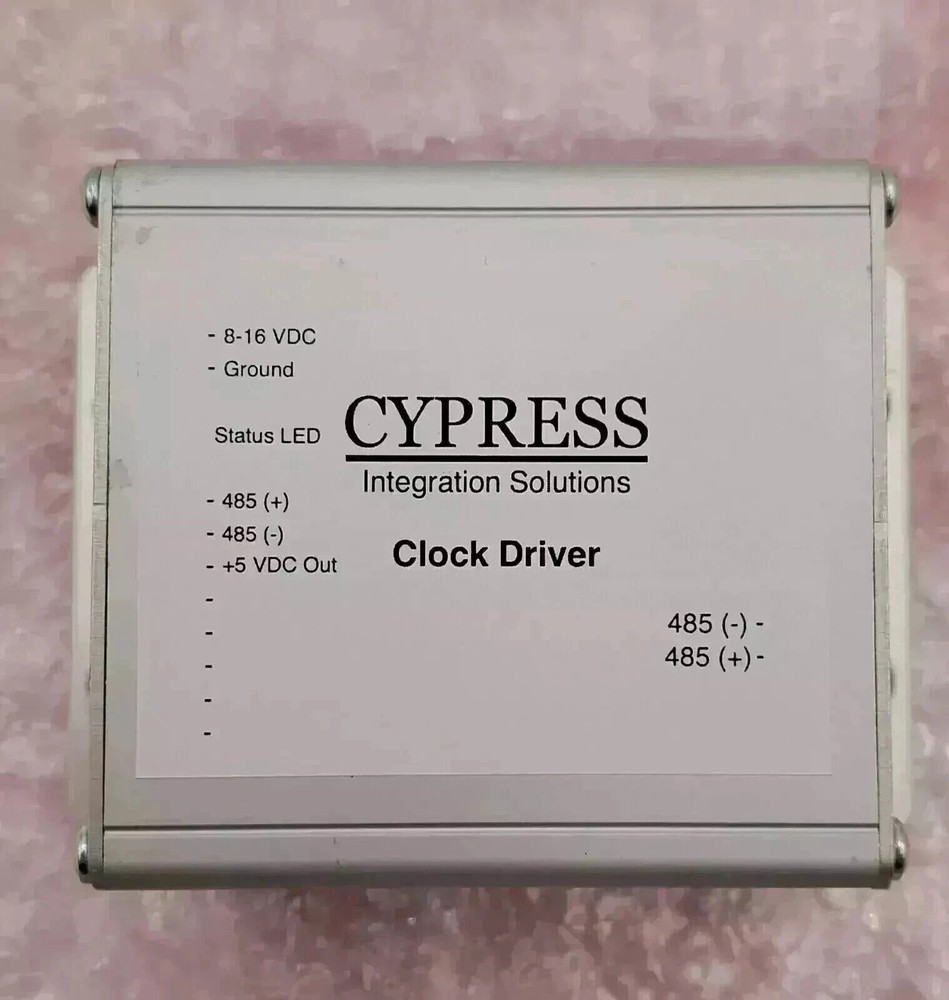 - 8-16 VDC
- Ground
Status LED
CYPRESS
Integration Solutions
- 485 (+)
- 485 (-)
- +5 VDC Out
-
-
-
-
-
Clock Driver
485 (-) -
485 (+) -